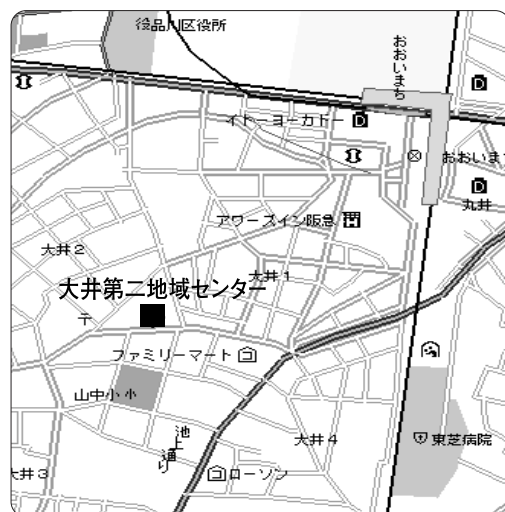 役品川区役所
おおいまち
イトーヨーカドー
おおいまち
丸井
アワーズイン阪急
大井2
大井1
大井第二地域センター
ファミリーマート
山中小 小
池上通り
大井4
東芝病院
大井3
ローソン